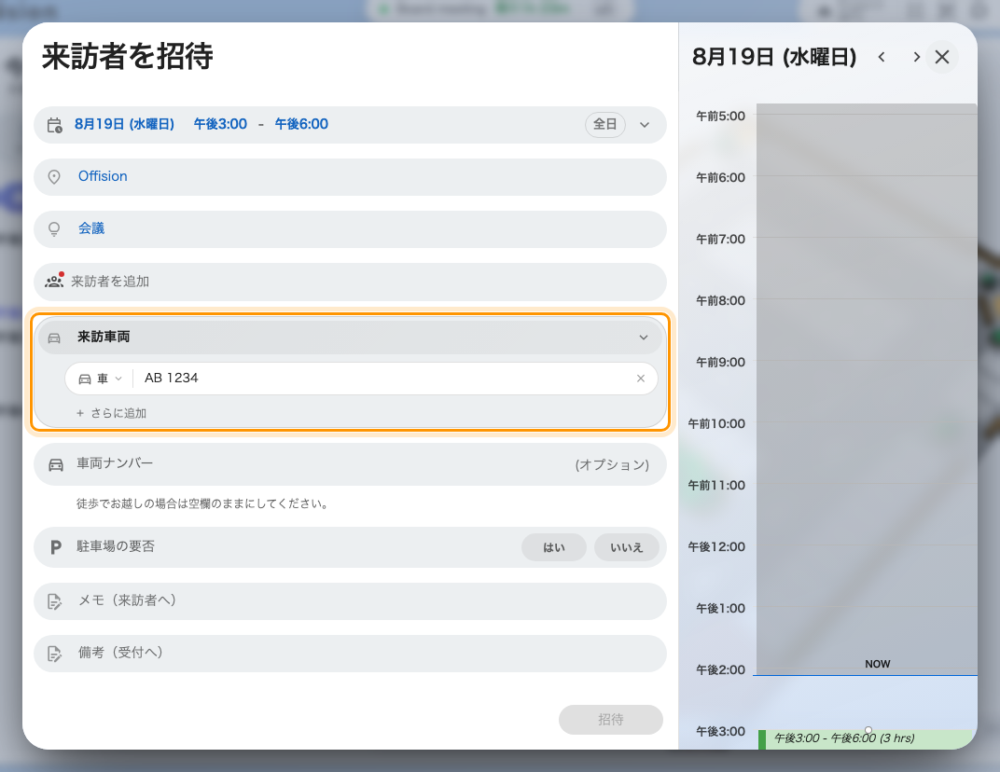 来訪者を招待
8月19日 (水曜日) 午後3:00 - 午後6:00 全日
Offision
会議
来訪者を追加
来訪車両
車 AB 1234 ×
+ さらに追加
車両ナンバー (オプション)
徒歩でお越しの場合は空欄のままにしてください。
P 駐車場の要否 はい いいえ
メモ（来訪者へ）
備考（受付へ）
招待
8月19日 (水曜日)
午前5:00
午前6:00
午前7:00
午前8:00
午前9:00
午前10:00
午前11:00
午後12:00
午後1:00
NOW
午後2:00
午後3:00
午後3:00 - 午後6:00 (3 hrs)